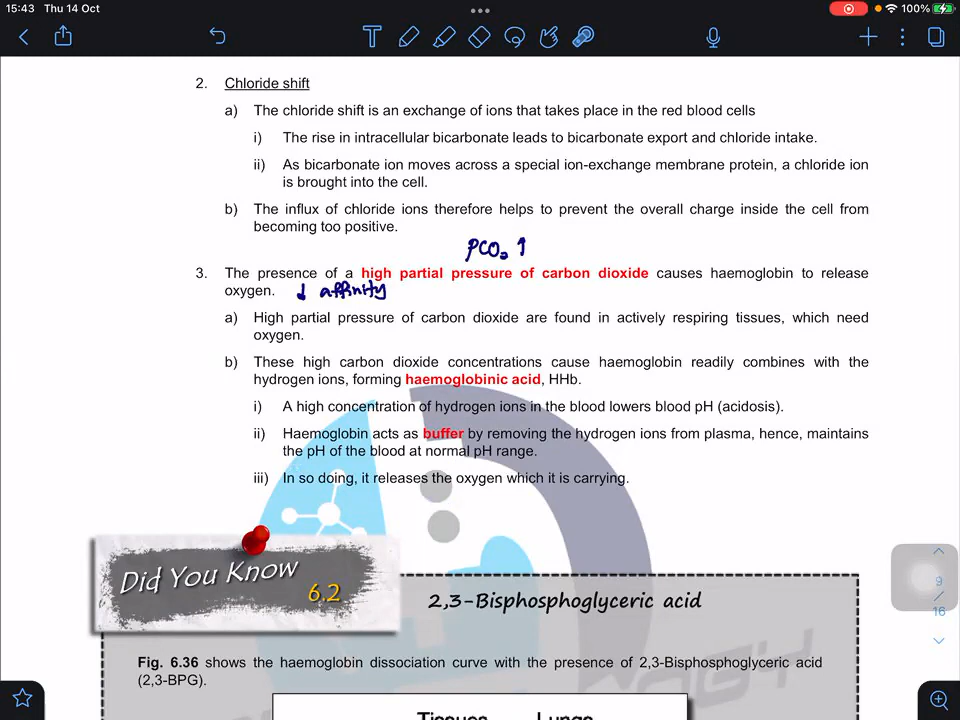 15:43 Thu 14 Oct
100%
2. Chloride shift
a) The chloride shift is an exchange of ions that takes place in the red blood cells
i) The rise in intracellular bicarbonate leads to bicarbonate export and chloride intake.
ii) As bicarbonate ion moves across a special ion-exchange membrane protein, a chloride ion
is brought into the cell.
b) The influx of chloride ions therefore helps to prevent the overall charge inside the cell from
becoming too positive.
pCO₂ ↑
3. The presence of a high partial pressure of carbon dioxide causes haemoglobin to release
oxygen. ↓ affinity
a) High partial pressure of carbon dioxide are found in actively respiring tissues, which need
oxygen.
b) These high carbon dioxide concentrations cause haemoglobin readily combines with the
hydrogen ions, forming haemoglobinic acid, HHb.
i) A high concentration of hydrogen ions in the blood lowers blood pH (acidosis).
ii) Haemoglobin acts as buffer by removing the hydrogen ions from plasma, hence, maintains
the pH of the blood at normal pH range.
iii) In so doing, it releases the oxygen which it is carrying.
Did You Know
6.2
9
/
16
2,3-Bisphosphoglyceric acid
Fig. 6.36 shows the haemoglobin dissociation curve with the presence of 2,3-Bisphosphoglyceric acid
(2,3-BPG).
Tissues Lungs